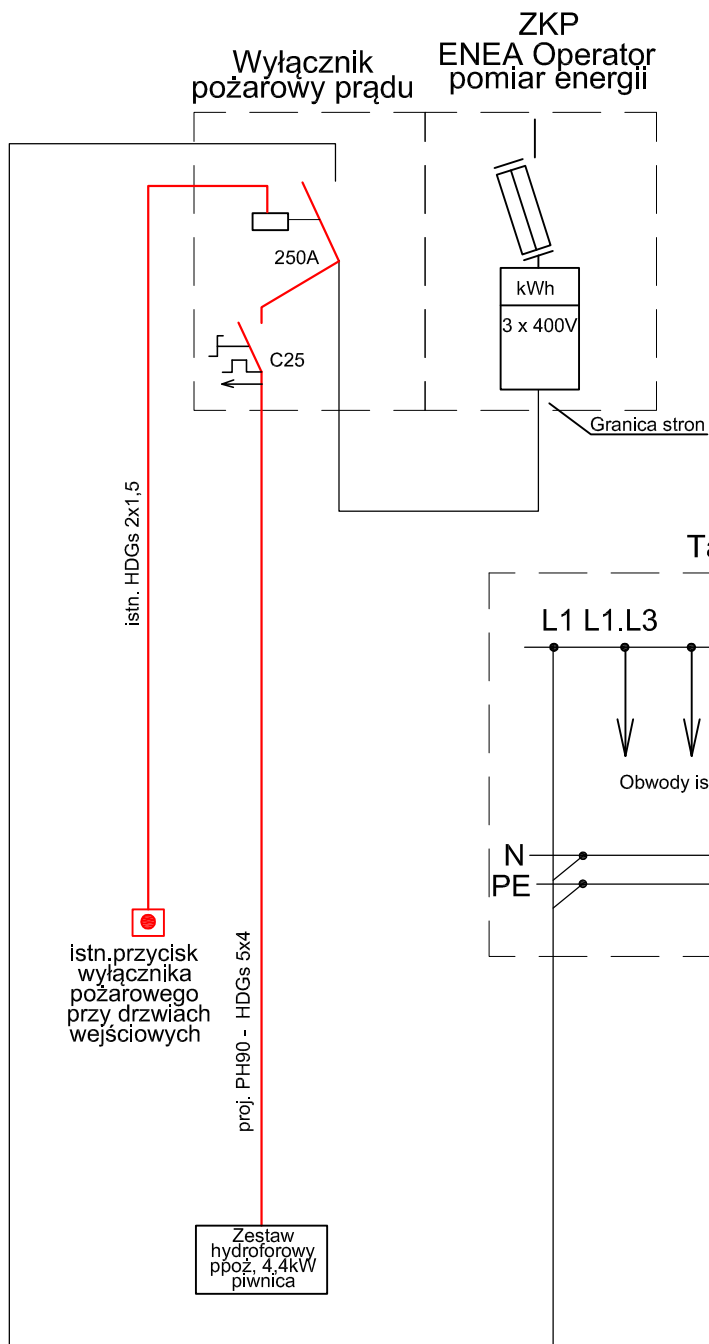 ZKP
ENEA Operator
pomiar energii
Wyłącznik
pożarowy prądu
250A
kWh
3 x 400V
C25
Granica stron
istn. HDGs 2x1,5
Ta
L1 L1.L3
Obwody is
N
PE
istn.przycisk
wyłącznika
pożarowego
przy drzwiach
wejściowych
proj. PH90 - HDGs 5x4
Zestaw
hydroforowy
ppoż, 4,4kW
piwnica